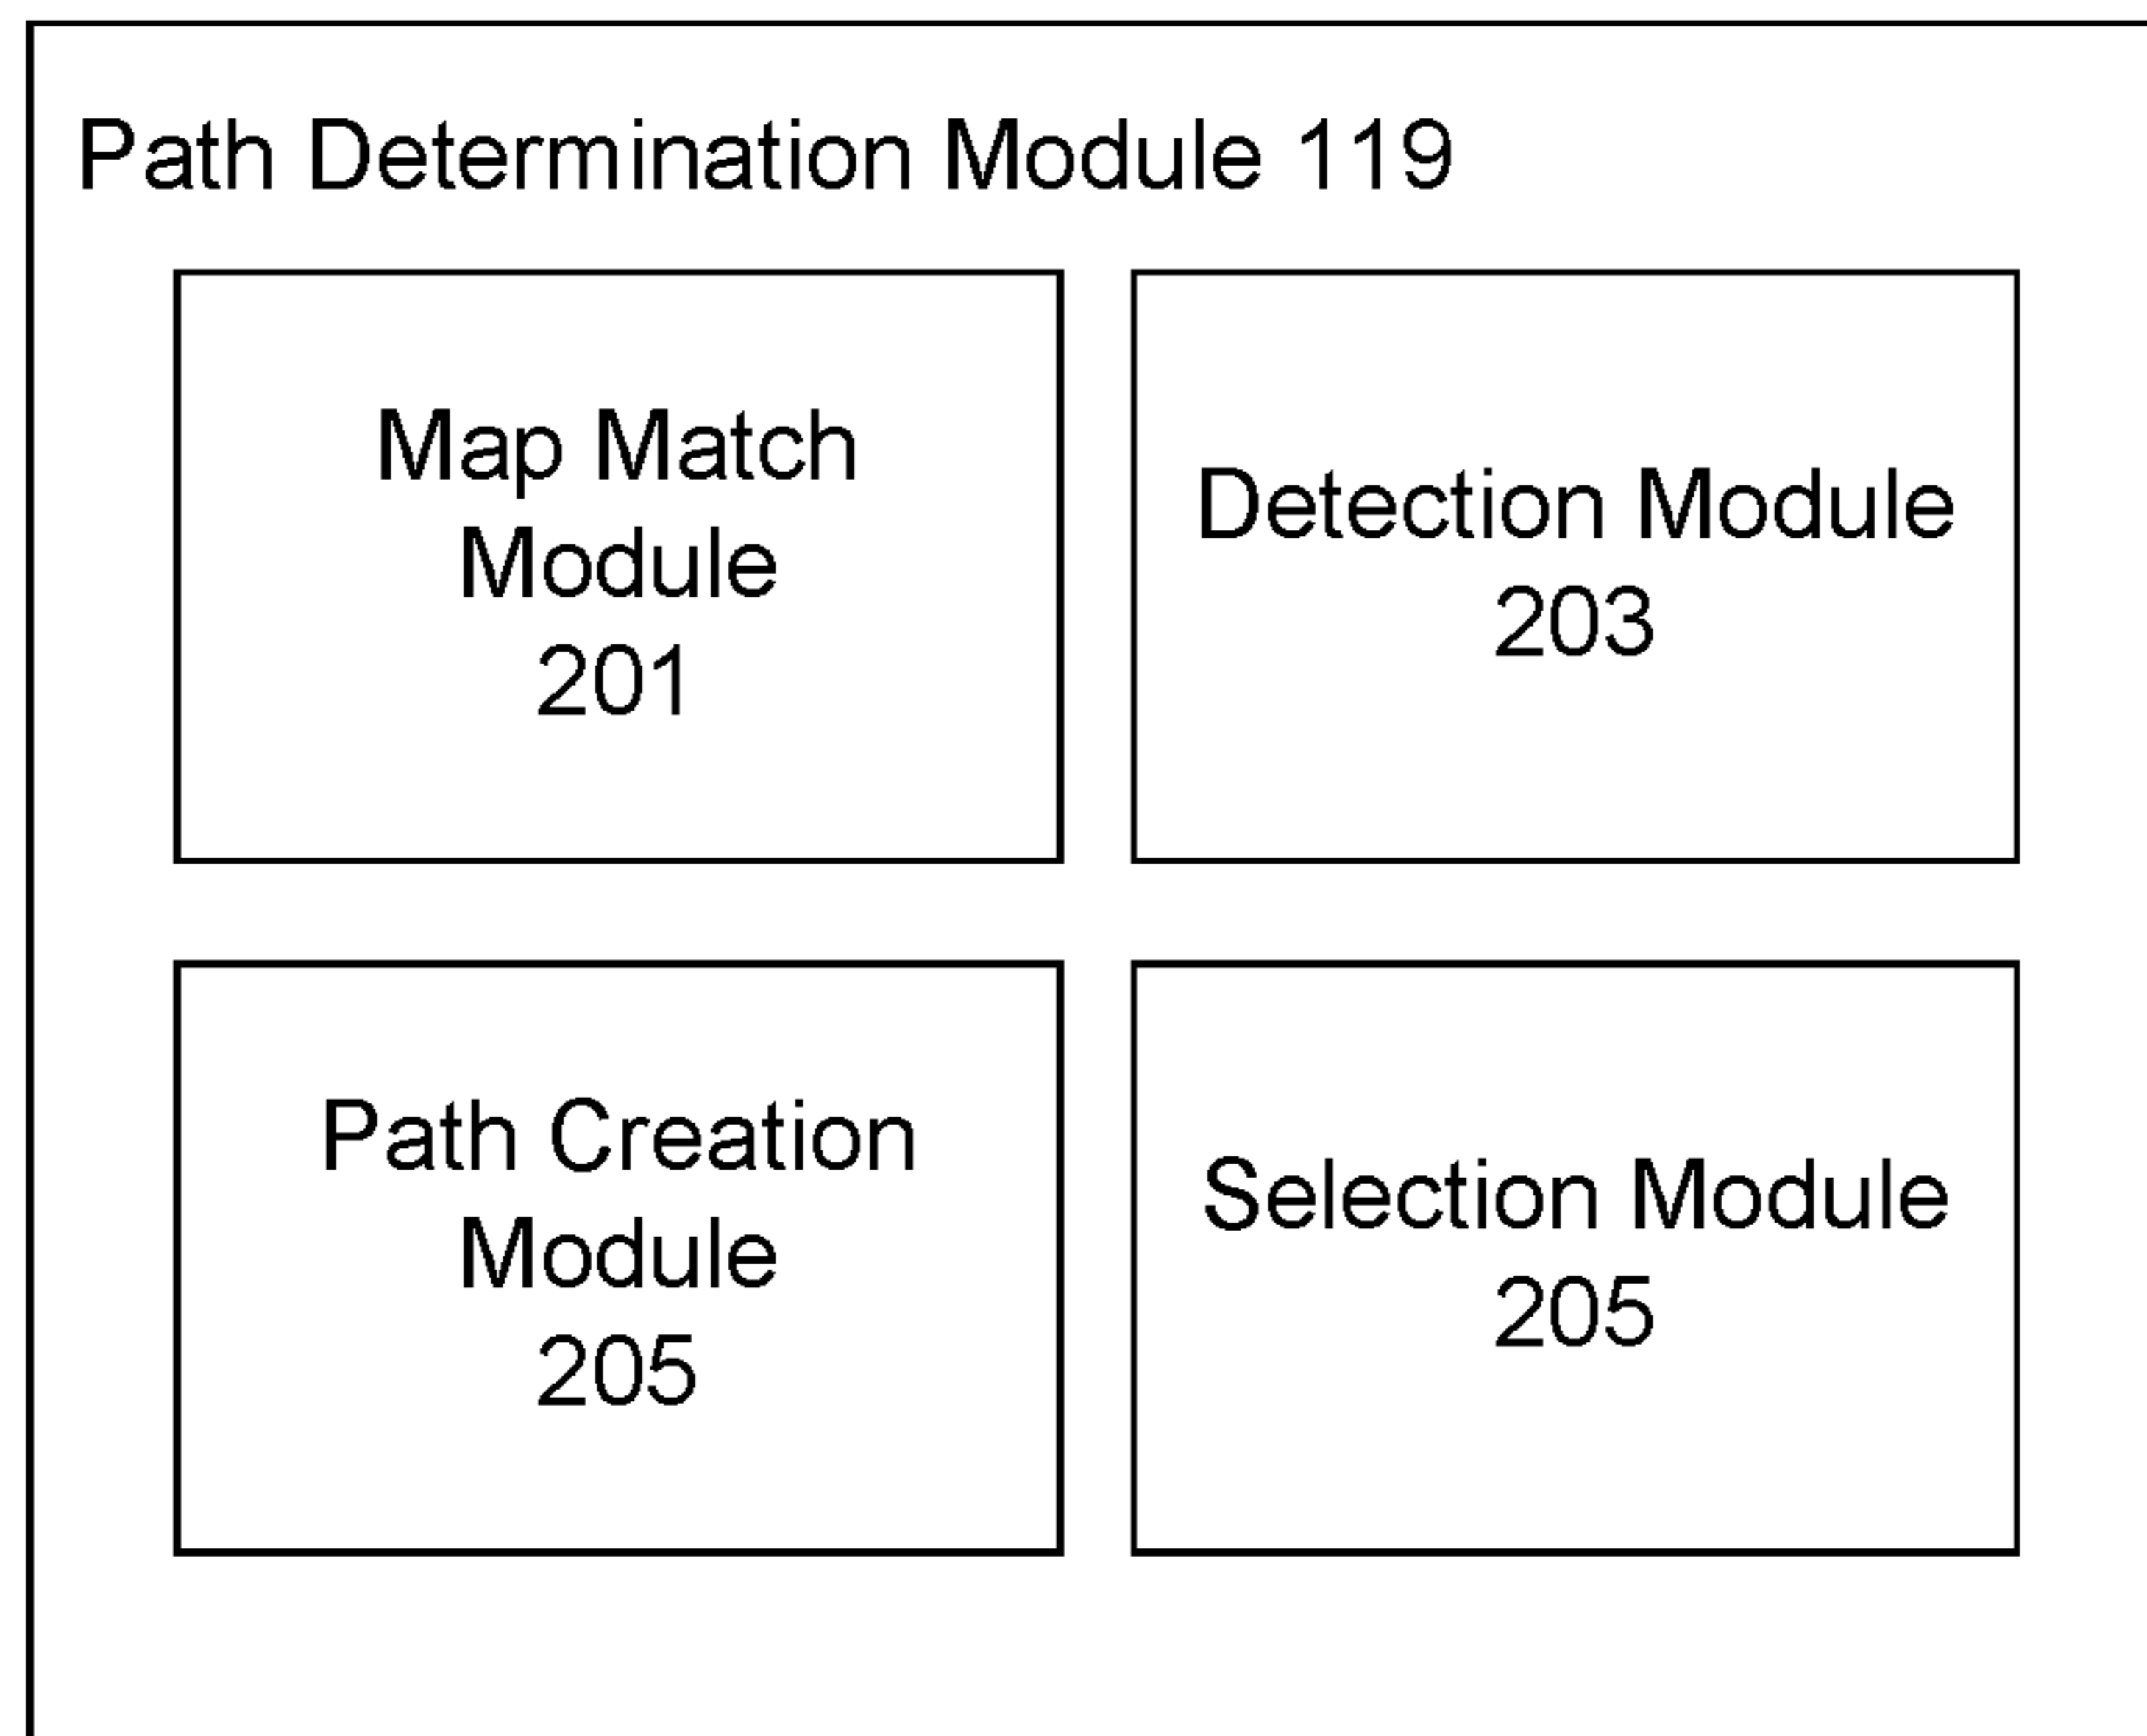 Path Determination Module 119
Map Match
Module
201
Detection Module
203
Path Creation
Module
205
Selection Module
205